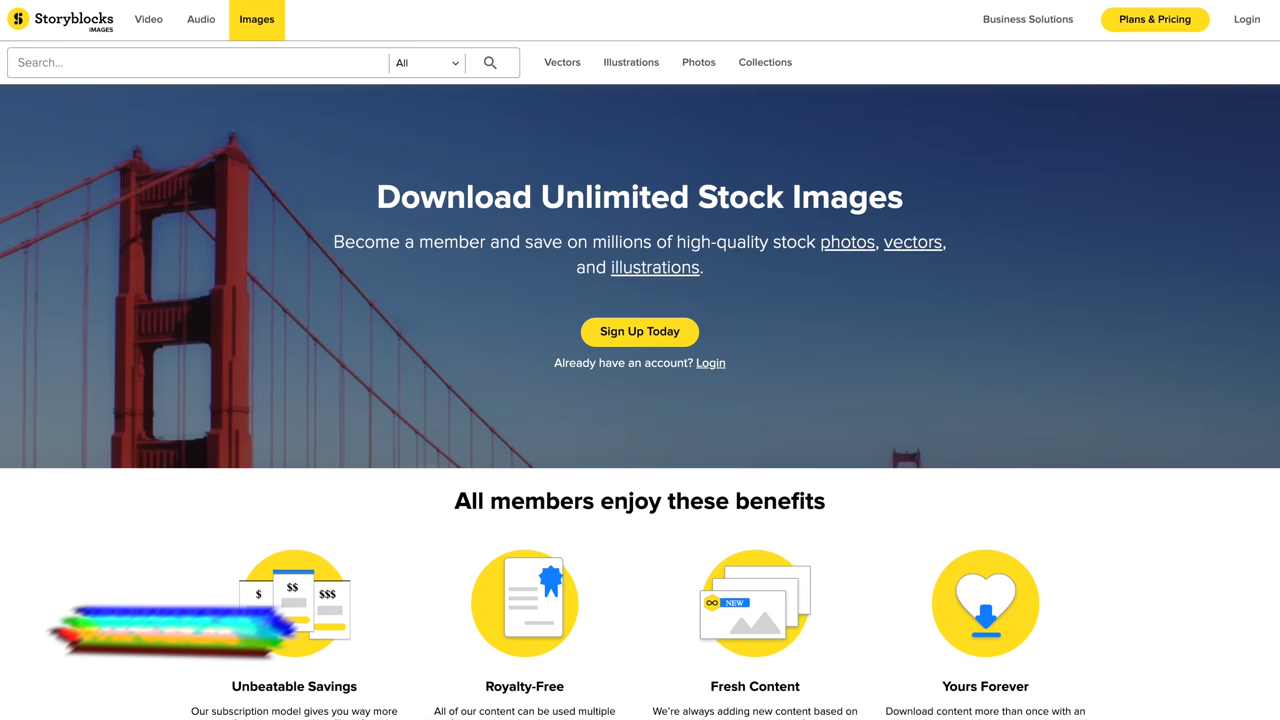 Storyblocks
IMAGES
Video
Audio
Images
Business Solutions
Plans & Pricing
Login
Search...
All
Vectors
Illustrations
Photos
Collections
Download Unlimited Stock Images
Become a member and save on millions of high-quality stock photos, vectors,
and illustrations.
Sign Up Today
Already have an account? Login
All members enjoy these benefits
$
$$
$$$
NEW
Unbeatable Savings
Royalty-Free
Fresh Content
Yours Forever
Our subscription model gives you way more
All of our content can be used multiple
We're always adding new content based on
Download content more than once with an